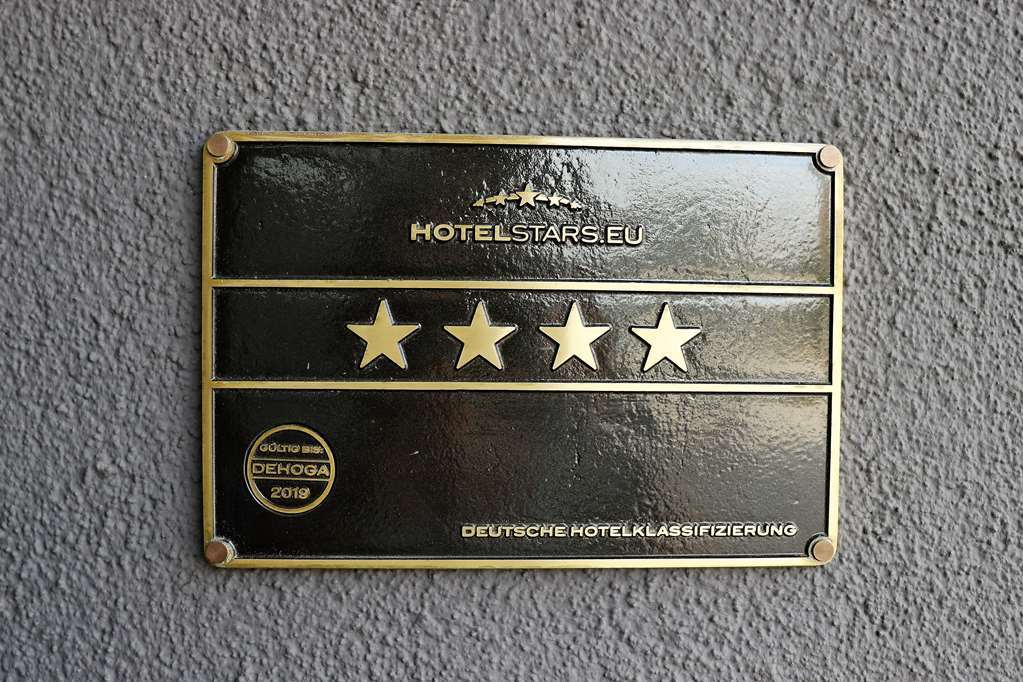 HOTELSTARS.EU
GÜLTIG BIS:
DEHOGA
2019
DEUTSCHE HOTELKLASSIFIZIERUNG